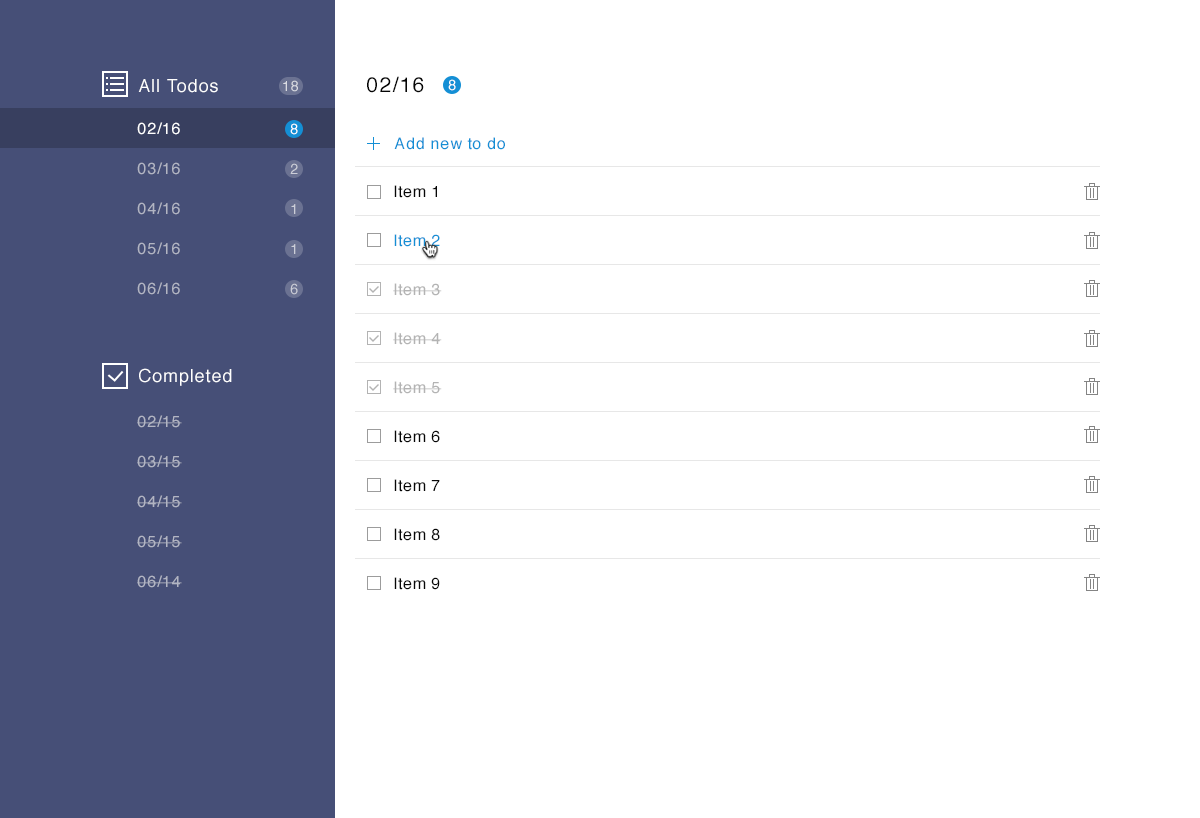 All Todos 18
02/16 8
03/16 2
04/16 1
05/16 1
06/16 6
Completed
02/15
03/15
04/15
05/15
06/14
02/16 8
Add new to do
Item 1
Item 2
Item 3
Item 4
Item 5
Item 6
Item 7
Item 8
Item 9